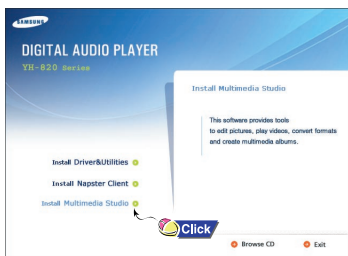 SAMSUNG
DIGITAL AUDIO PLAYER
YH-820 Series
Install Multimedia Studio
This software provides tools
to edit pictures, play videos, convert formats
and create multimedia albums.
Install Driver&Utilities
Install Napster Client
Install Multimedia Studio
Click
Browse CD
Exit